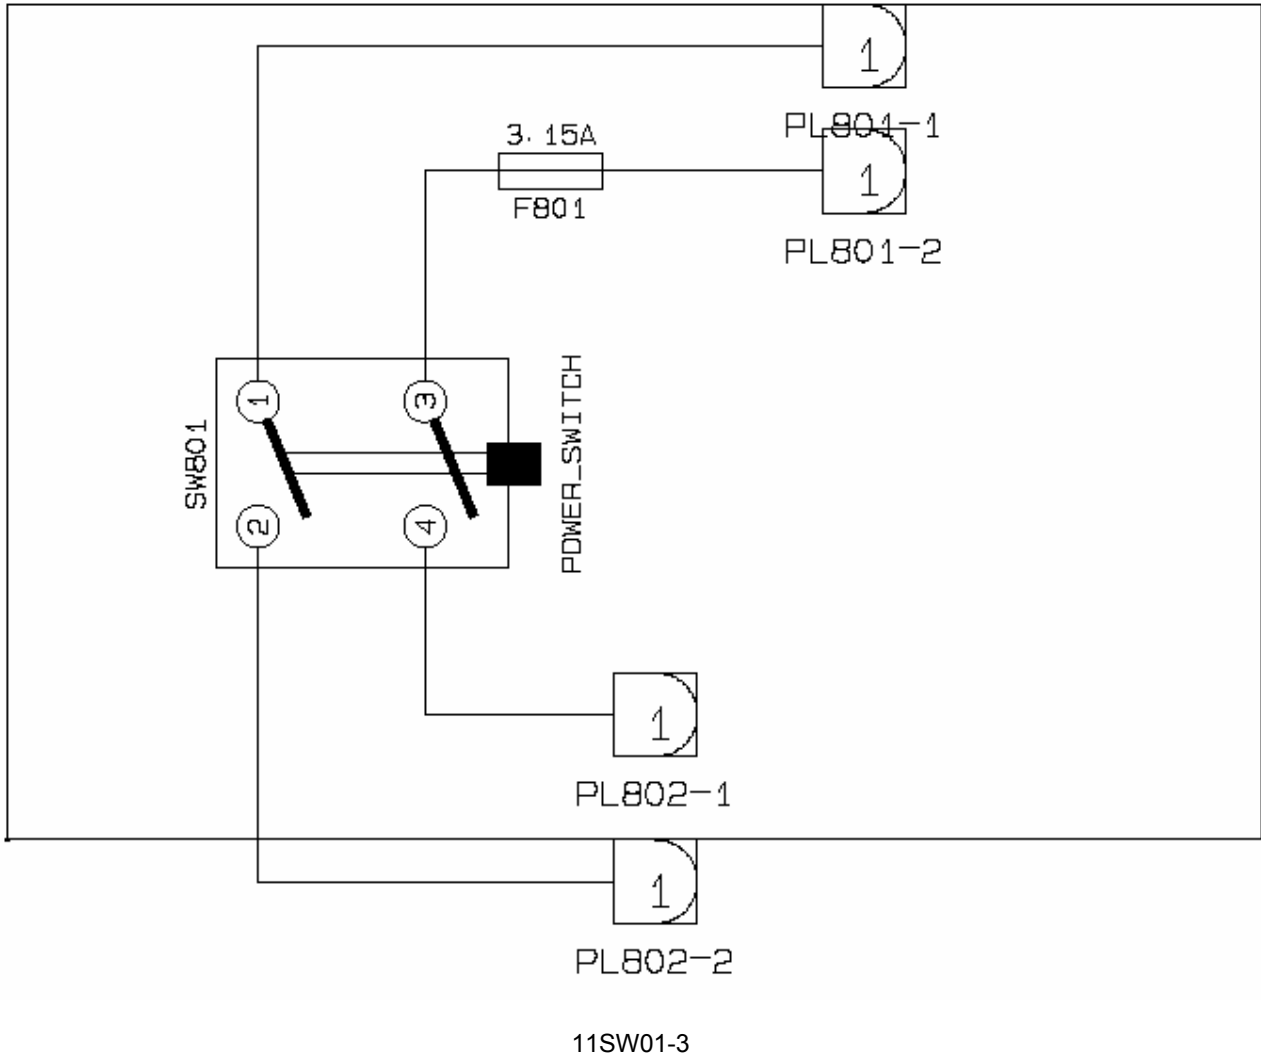 1
PL801-1
3.15A
1
F801
PL801-2
SW801
1
3
POWER_SWITCH
2
4
1
PL802-1
1
PL802-2
11SW01-3